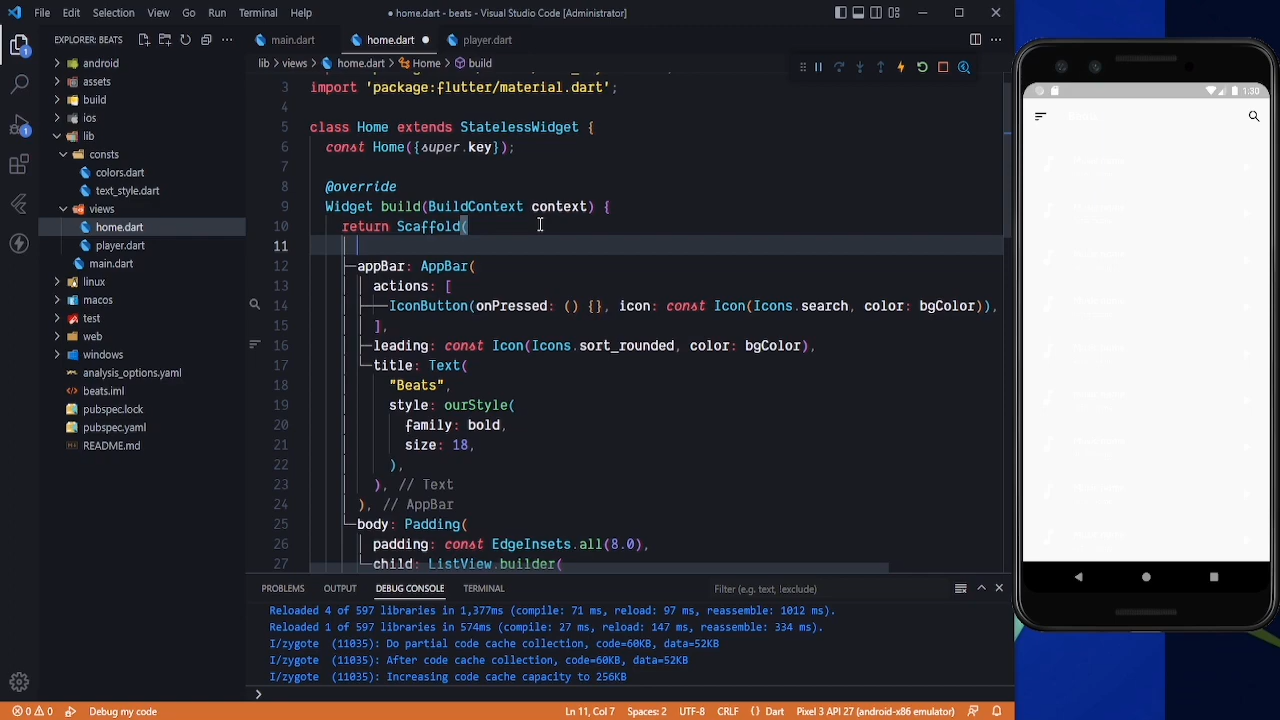 File Edit Selection View Go Run Terminal Help
● home.dart - beats - Visual Studio Code [Administrator]
EXPLORER: BEATS
main.dart
home.dart ●
player.dart
lib > views > home.dart > Home > build
android
assets
build
ios
lib
consts
colors.dart
text_style.dart
views
home.dart
player.dart
main.dart
linux
macos
test
web
windows
analysis_options.yaml
beats.iml
pubspec.lock
pubspec.yaml
README.md
1
1
3 import 'package:flutter/material.dart';
4
5 class Home extends StatelessWidget {
6 const Home({super.key});
7
8 @override
9 Widget build(BuildContext context) {
10 return Scaffold(
11
12 appBar: AppBar(
13 actions: [
14 IconButton(onPressed: () {}, icon: const Icon(Icons.search, color: bgColor)),
15 ],
16 leading: const Icon(Icons.sort_rounded, color: bgColor),
17 title: Text(
18 "Beats",
19 style: ourStyle(
20 family: bold,
21 size: 18,
22 ),
23 ), // Text
24 ), // AppBar
25 body: Padding(
26 padding: const EdgeInsets.all(8.0),
27 child: ListView.builder(
PROBLEMS OUTPUT DEBUG CONSOLE TERMINAL
Filter (e.g. text, !exclude)
Reloaded 4 of 597 libraries in 1,377ms (compile: 71 ms, reload: 97 ms, reassemble: 1012 ms).
Reloaded 1 of 597 libraries in 574ms (compile: 27 ms, reload: 147 ms, reassemble: 334 ms).
I/zygote (11035): Do partial code cache collection, code=60KB, data=52KB
I/zygote (11035): After code cache collection, code=60KB, data=52KB
I/zygote (11035): Increasing code cache capacity to 256KB
0 0 Debug my code
Ln 11, Col 7 Spaces: 2 UTF-8 CRLF {} Dart Pixel 3 API 27 (android-x86 emulator)
1:30